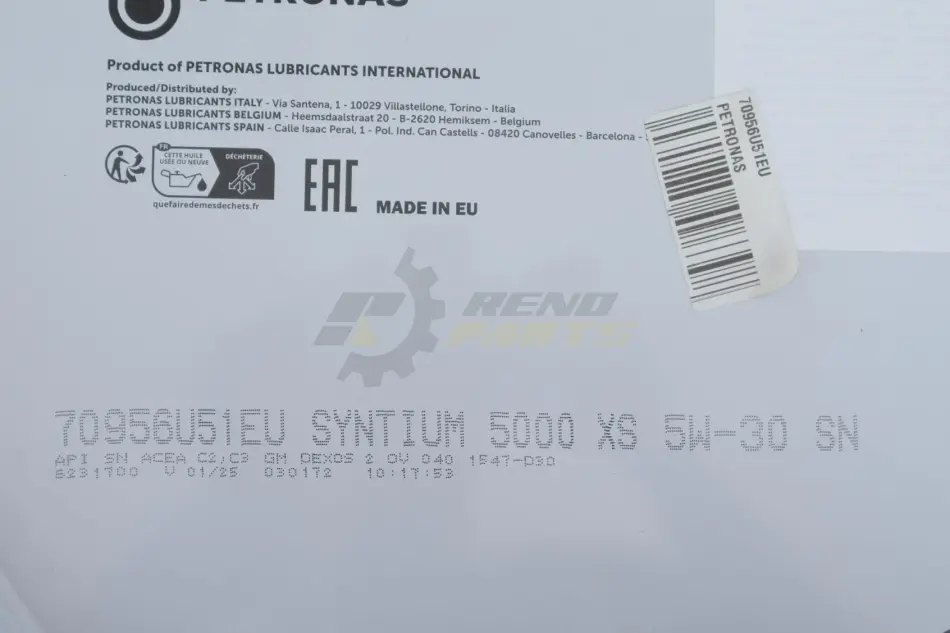 PETRONAS
Product of PETRONAS LUBRICANTS INTERNATIONAL
Produced/Distributed by:
PETRONAS LUBRICANTS ITALY - Via Santena, 1 - 10029 Villastellone, Torino - Italia
PETRONAS LUBRICANTS BELGIUM - Heemsdaalstraat 20 - B-2620 Hemiksem - Belgium
PETRONAS LUBRICANTS SPAIN - Calle Isaac Peral, 1 - Pol. Ind. Can Castells - 08420 Canovelles - Barcelona -
FR
CETTE HUILE
USÉE OU NEUVE
DÉCHÈTERIE
quefairedemesdechets.fr
EAC
MADE IN EU
70956U51EU
PETRONAS
RENO
PARTS
70956U51EU SYNTIUM 5000 XS 5W-30 SN
API SN ACEA C2,C3 GM DEXOS 2 OV 040 1547-D30
6231700 V 01/25 030172 10:17:53